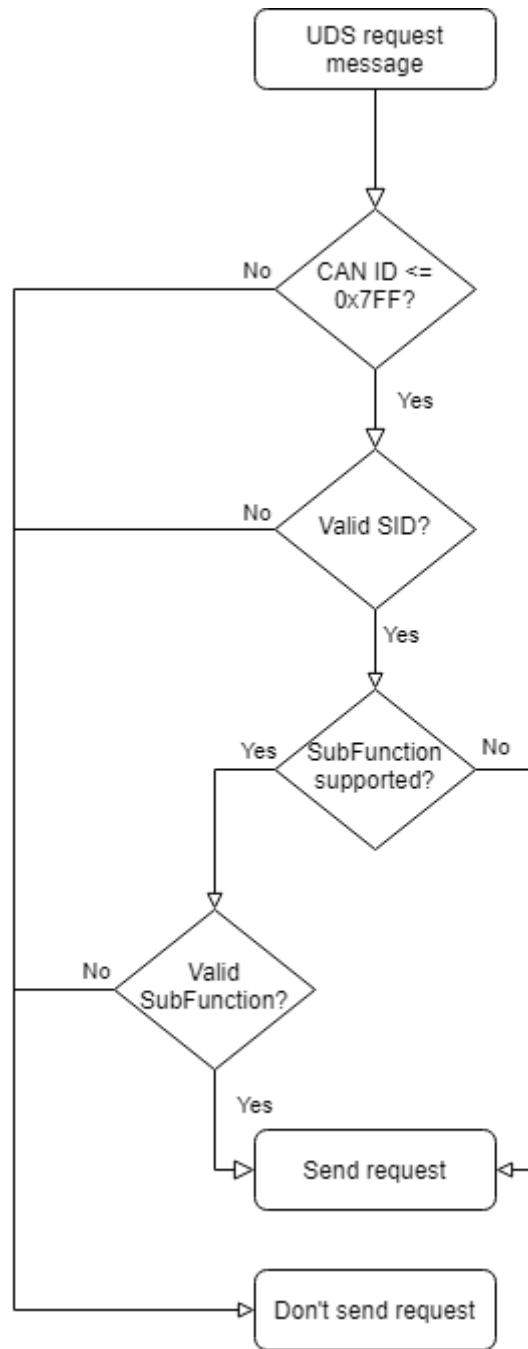 UDS request
message
No
CAN ID <=
0x7FF?
Yes
No
Valid SID?
Yes
Yes
SubFunction
supported?
No
No
Valid
SubFunction?
Yes
Send request
Don't send request